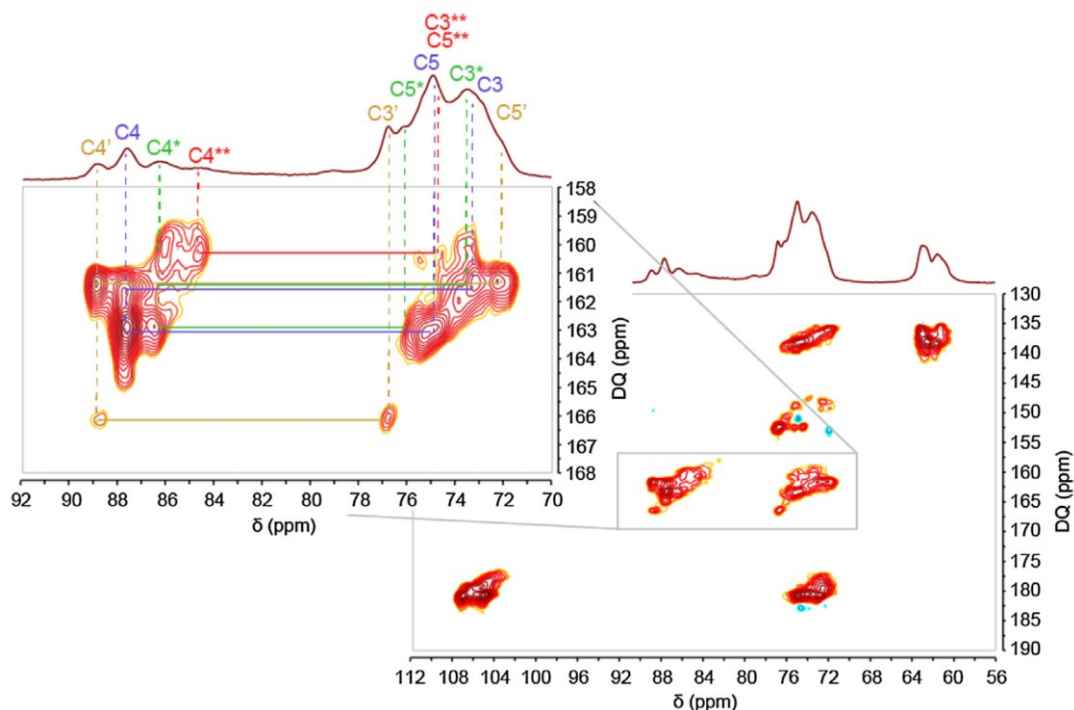 C3**
C5**
C5
C3*
C5*
C3
C3'
C5'
C4
C4'
C4*
C4**
158
159
160
161
162
163
164
165
166
167
168
DQ (ppm)
92 90 88 86 84 82 80 78 76 74 72 70
δ (ppm)
130
135
140
145
150
155
160
165
170
175
180
185
190
DQ (ppm)
112 108 104 100 96 92 88 84 80 76 72 68 64 60 56
δ (ppm)